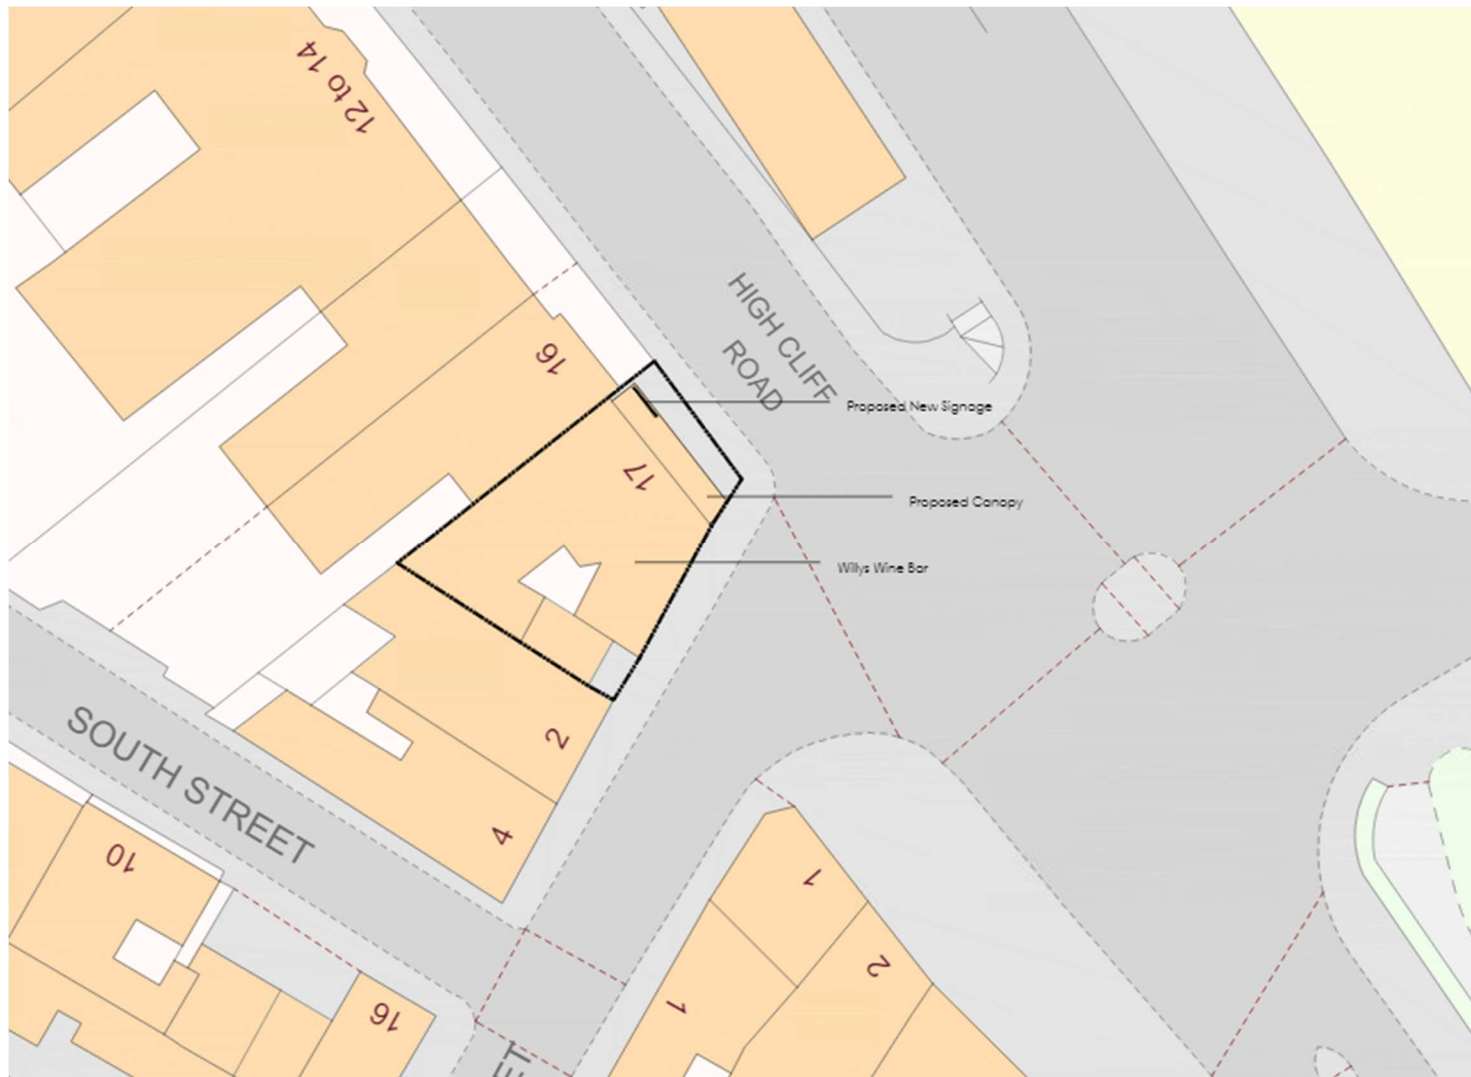 12 to 14
HIGH CLIFF
ROAD
16
Proposed New Signage
17
Proposed Canopy
Willys Wine Bar
SOUTH STREET
2
4
10
1
2
1
16
ET